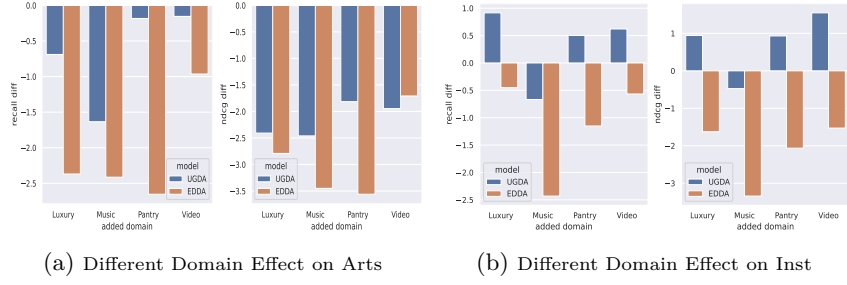 0.0
−0.5
−1.0
−1.5
−2.0
−2.5
recall diff
model
UGDA
EDDA
Luxury Music Pantry Video
added domain
0.0
−0.5
−1.0
−1.5
−2.0
−2.5
−3.0
−3.5
ndcg diff
model
UGDA
EDDA
Luxury Music Pantry Video
added domain
(a) Different Domain Effect on Arts
1.0
0.5
0.0
−0.5
−1.0
−1.5
−2.0
−2.5
recall diff
model
UGDA
EDDA
Luxury Music Pantry Video
added domain
1
0
−1
−2
−3
ndcg diff
model
UGDA
EDDA
Luxury Music Pantry Video
added domain
(b) Different Domain Effect on Inst